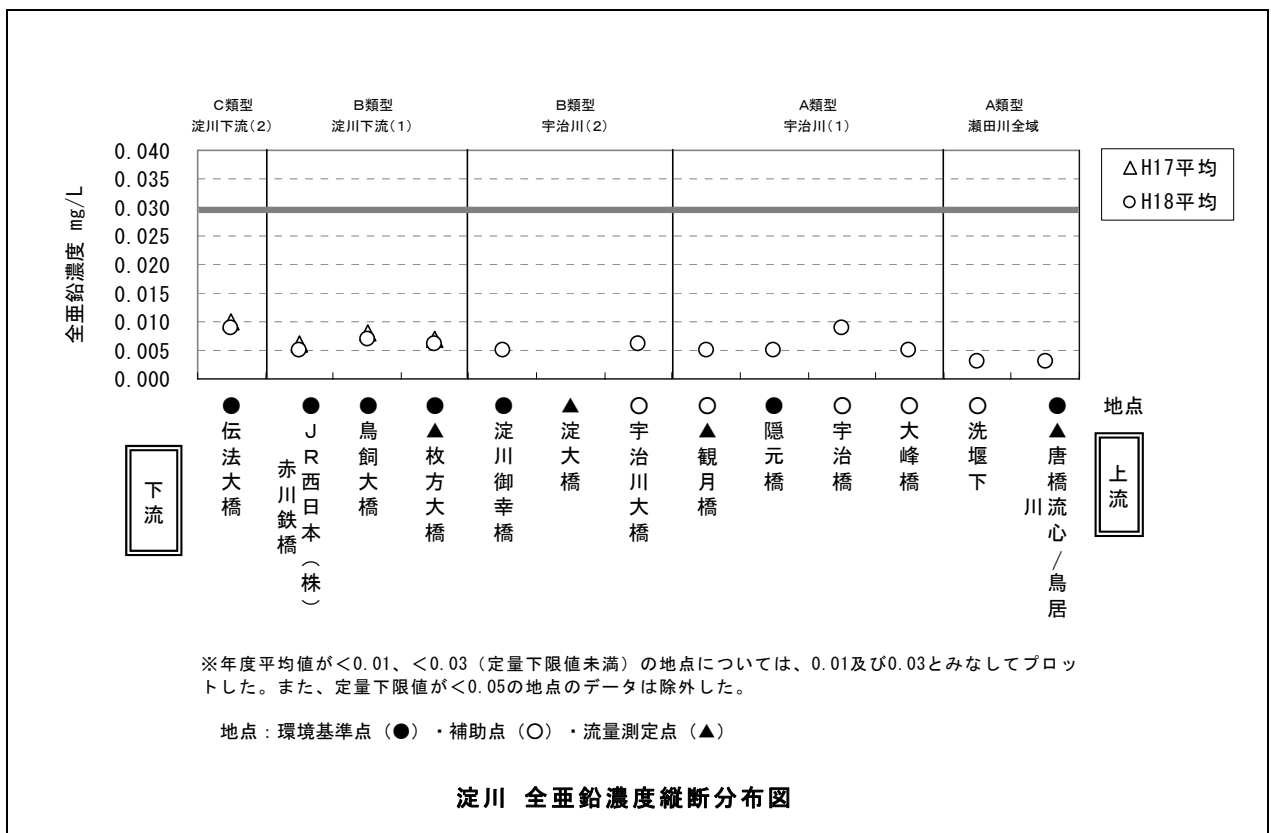 C類型
淀川下流(2)
B類型
淀川下流(1)
B類型
宇治川(2)
A類型
宇治川(1)
A類型
瀬田川全域
全亜鉛濃度 mg/L
0.040
0.035
0.030
0.025
0.020
0.015
0.010
0.005
0.000
△H17平均
○H18平均
● ● ● ● ● ▲ ○ ○ ● ○ ○ ○ ● 地点
下流
伝法大橋
JR西日本(株)
赤川鉄橋
鳥飼大橋
▲枚方大橋
淀川御幸橋
淀大橋
宇治川大橋
▲観月橋
隠元橋
宇治橋
大峰橋
洗堰下
▲唐橋流心/鳥居
川
上流
※年度平均値が<0.01、<0.03(定量下限値未満)の地点については、0.01及び0.03とみなしてプロッ
トした。また、定量下限値が<0.05の地点のデータは除外した。
地点:環境基準点(●)・補助点(○)・流量測定点(▲)
淀川 全亜鉛濃度縦断分布図